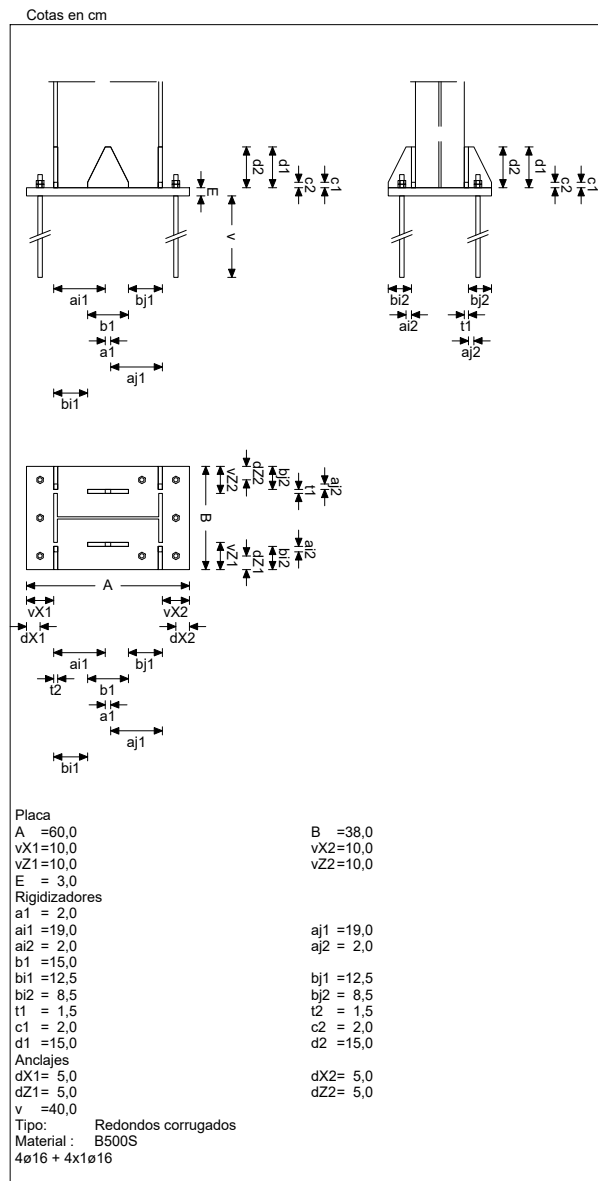 Cotas en cm
d2
d1
c2
c1
E
v
ai1
bj1
b1
a1
aj1
bi1
d2
d1
c2
c1
bi2
bj2
ai2
t1
aj2
vZ2
dZ2
bj2
t1
aj2
B
vZ1
dZ1
bi2
ai2
A
vX1
vX2
dX1
dX2
ai1
bj1
t2
b1
a1
aj1
bi1
Placa
A =60,0 B =38,0
vX1=10,0 vX2=10,0
vZ1=10,0 vZ2=10,0
E = 3,0
Rigidizadores
a1 = 2,0
ai1 =19,0 aj1 =19,0
ai2 = 2,0 aj2 = 2,0
b1 =15,0
bi1 =12,5 bj1 =12,5
bi2 = 8,5 bj2 = 8,5
t1 = 1,5 t2 = 1,5
c1 = 2,0 c2 = 2,0
d1 =15,0 d2 =15,0
Anclajes
dX1= 5,0 dX2= 5,0
dZ1= 5,0 dZ2= 5,0
v =40,0
Tipo: Redondos corrugados
Material : B500S
4ø16 + 4x1ø16